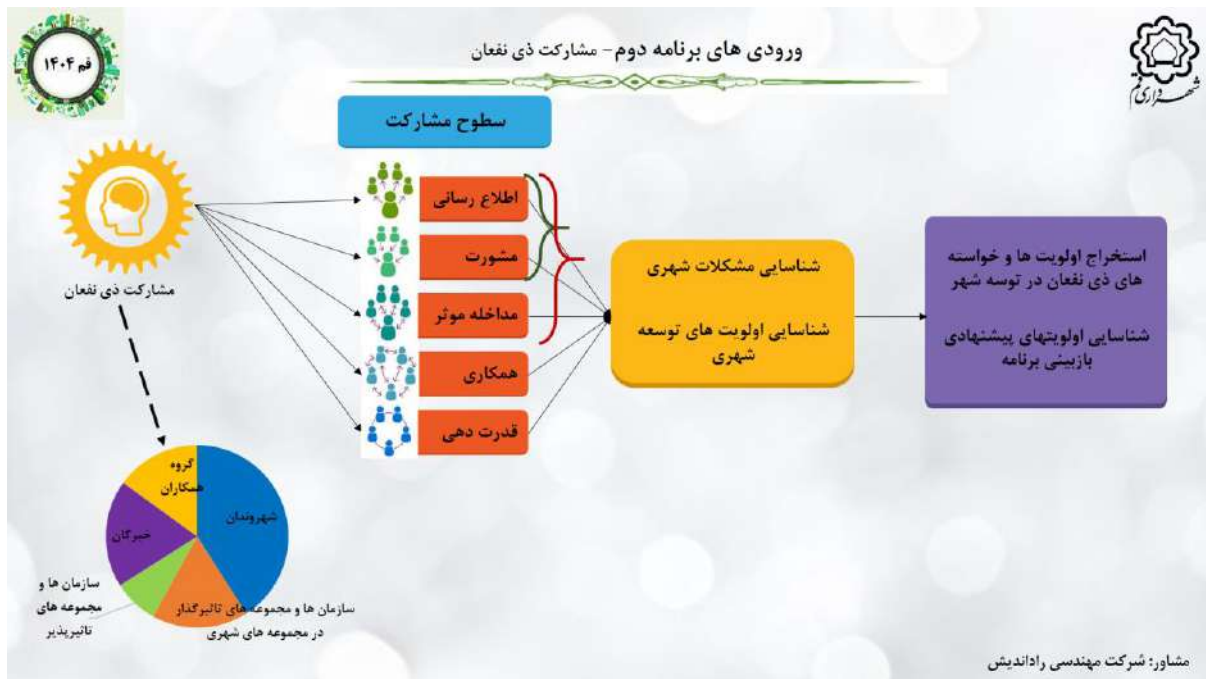 ورودی های برنامه دوم- مشارکت ذی نفعان
قم ۱۴۰۴
شهرداری قم
سطوح مشارکت
اطلاع رسانی
مشورت
مداخله موثر
همکاری
قدرت دهی
مشارکت ذی نفعان
شناسایی مشکلات شهری
شناسایی اولویت های توسعه
شهری
استخراج اولویت ها و خواسته
های ذی نفعان در توسه شهر
شناسایی اولویتهای پیشنهادی
بازبینی برنامه
گروه
همکاران
شهروندان
خبرگان
سازمان ها و
مجموعه های
تاثیرپذیر
سازمان ها و مجموعه های تاثیرگذار
در مجموعه های شهری
مشاور: شرکت مهندسی راداندیش